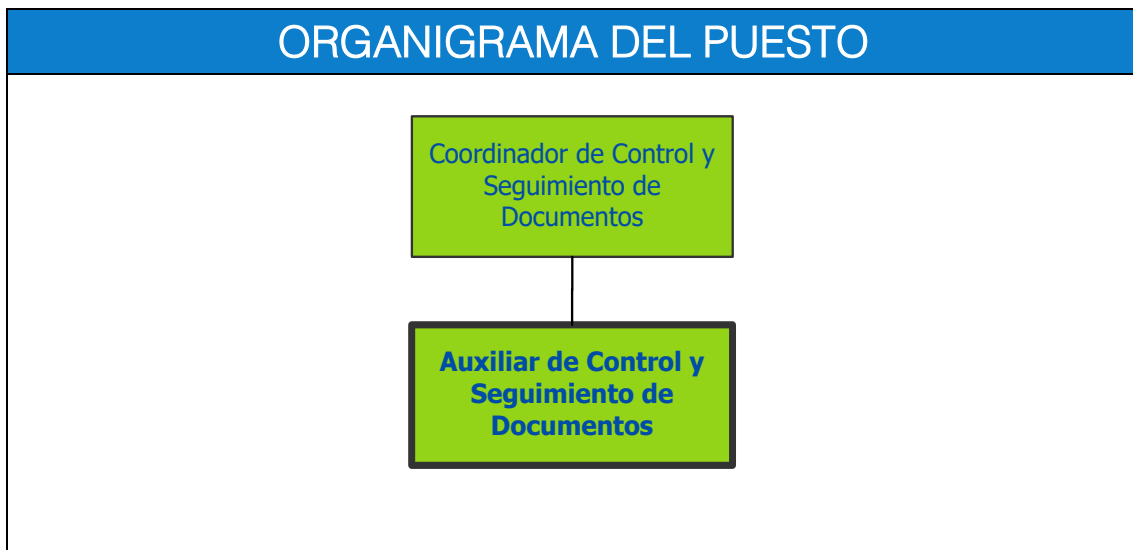 ORGANIGRAMA DEL PUESTO
Coordinador de Control y
Seguimiento de
Documentos
Auxiliar de Control y
Seguimiento de
Documentos